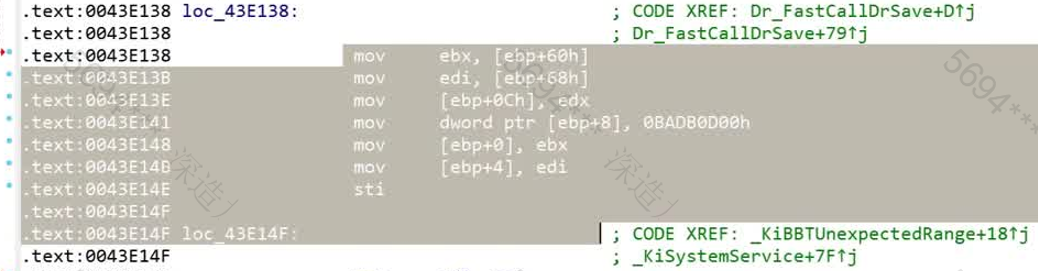 .text:0043E138 loc_43E138: ; CODE XREF: Dr_FastCallDrSave+D↑j
.text:0043E138 ; Dr_FastCallDrSave+79↑j
.text:0043E138 mov ebx, [ebp+60h]
.text:0043E13B mov edi, [ebp+68h]
.text:0043E13E mov [ebp+0Ch], edx
.text:0043E141 mov dword ptr [ebp+8], 0BADB0D00h
.text:0043E148 mov [ebp+0], ebx
.text:0043E14B mov [ebp+4], edi
.text:0043E14E sti
.text:0043E14F
.text:0043E14F loc_43E14F: ; CODE XREF: _KiBBTUnexpectedRange+18↑j
.text:0043E14F ; _KiSystemService+7F↑j
5694***
5694***
深造丿
深造丿